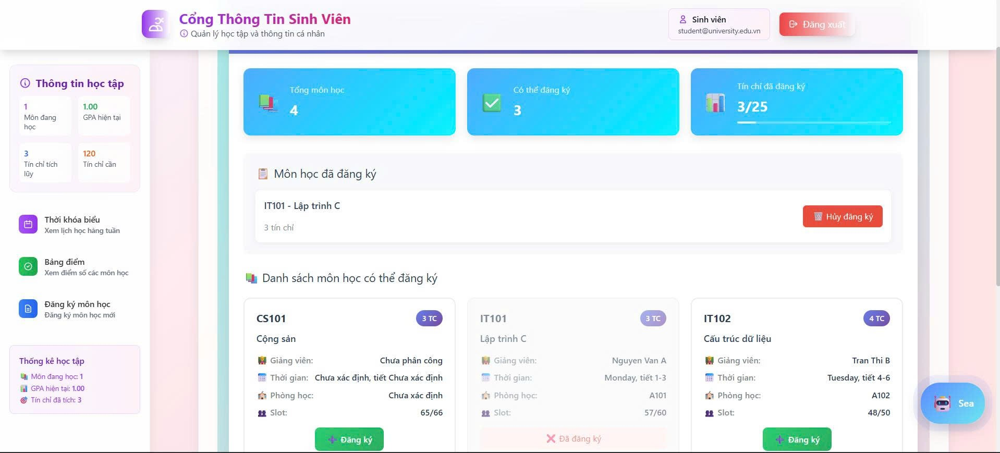 Cổng Thông Tin Sinh Viên
Quản lý học tập và thông tin cá nhân
Sinh viên
student@university.edu.vn
Đăng xuất
Thông tin học tập
1
Môn đang
học
1.00
GPA hiện tại
3
Tín chỉ tích
lũy
120
Tín chỉ cần
Thời khóa biểu
Xem lịch học hàng tuần
Bảng điểm
Xem điểm số các môn học
Đăng ký môn học
Đăng ký môn học mới
Thống kê học tập
Môn đang học: 1
GPA hiện tại: 1.00
Tín chỉ đã tích: 3
Tổng môn học
4
Có thể đăng ký
3
Tín chỉ đã đăng ký
3/25
Môn học đã đăng ký
IT101 - Lập trình C
3 tín chỉ
Hủy đăng ký
Danh sách môn học có thể đăng ký
CS101
3 TC
Cộng sản
Giảng viên: Chưa phân công
Thời gian: Chưa xác định, tiết Chưa xác định
Phòng học: Chưa xác định
Slot: 65/66
Đăng ký
IT101
3 TC
Lập trình C
Giảng viên: Nguyen Van A
Thời gian: Monday, tiết 1-3
Phòng học: A101
Slot: 57/60
Đã đăng ký
IT102
4 TC
Cấu trúc dữ liệu
Giảng viên: Tran Thi B
Thời gian: Tuesday, tiết 4-6
Phòng học: A102
Slot: 48/50
Đăng ký
Sea